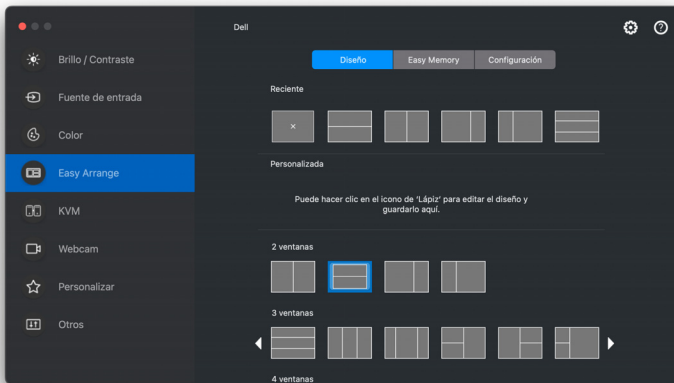 Dell
Brillo / Contraste
Fuente de entrada
Color
Easy Arrange
KVM
Webcam
Personalizar
Otros
Diseño
Easy Memory
Configuración
Reciente
Personalizada
Puede hacer clic en el icono de 'Lápiz' para editar el diseño y
guardarlo aquí.
2 ventanas
3 ventanas
4 ventanas